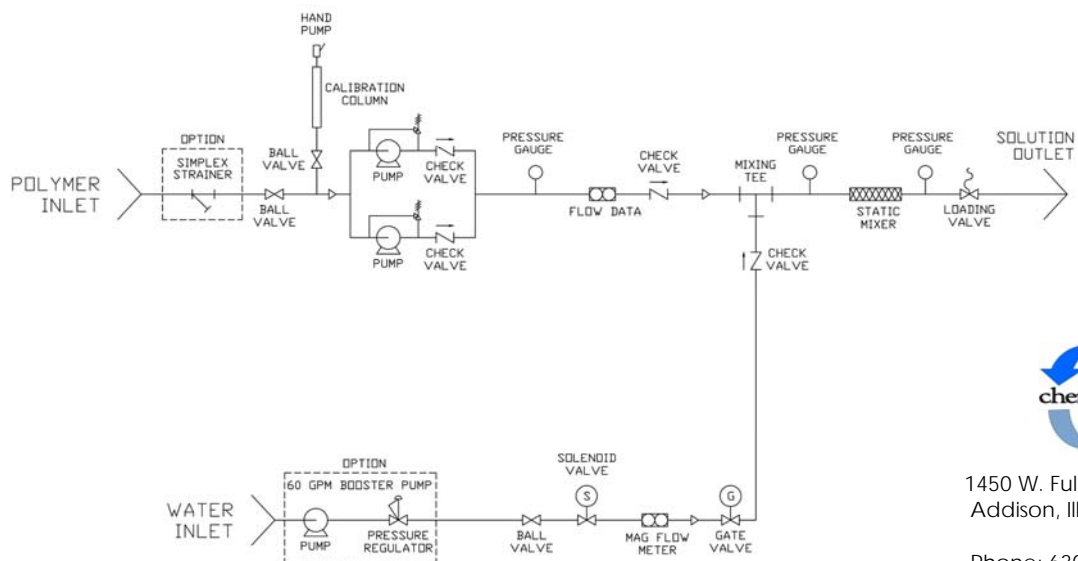 HAND
PUMP
CALIBRATION
COLUMN
OPTION
SIMPLEX
STRAINER
BALL
VALVE
POLYMER
INLET
BALL
VALVE
PUMP
CHECK
VALVE
PUMP
CHECK
VALVE
PRESSURE
GAUGE
FLOW DATA
CHECK
VALVE
MIXING
TEE
PRESSURE
GAUGE
STATIC
MIXER
PRESSURE
GAUGE
LOADING
VALVE
SOLUTION
OUTLET
CHECK
VALVE
OPTION
60 GPM BOOSTER PUMP
WATER
INLET
PUMP
PRESSURE
REGULATOR
BALL
VALVE
SOLENOID
VALVE
S
MAG FLOW
METER
G
GATE
VALVE
1450 W.
Addison,
Phone: